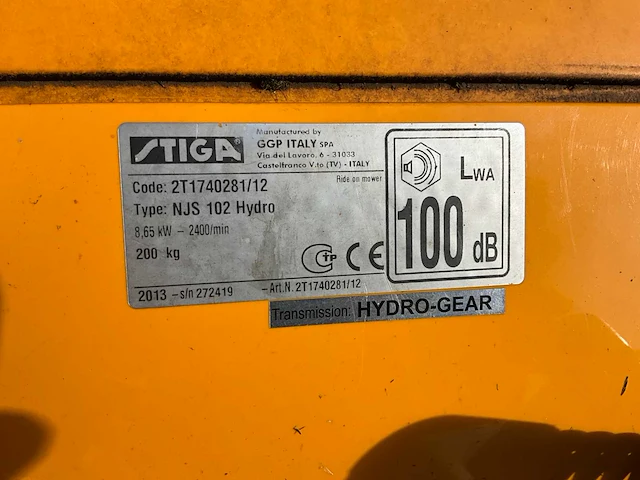 STIGA
Manufactured by
GGP ITALY SPA
Via del Lavoro, 6 - 31033
Castelfranco V.to (TV) - ITALY
Code: 2T1740281/12
Ride on mower
Type: NJS 102 Hydro
8,65 kW - 2400/min
200 kg
CE
2013 - s/n 272419
-Art.N. 2T1740281/12
LWA
100 dB
Transmission: HYDRO-GEAR